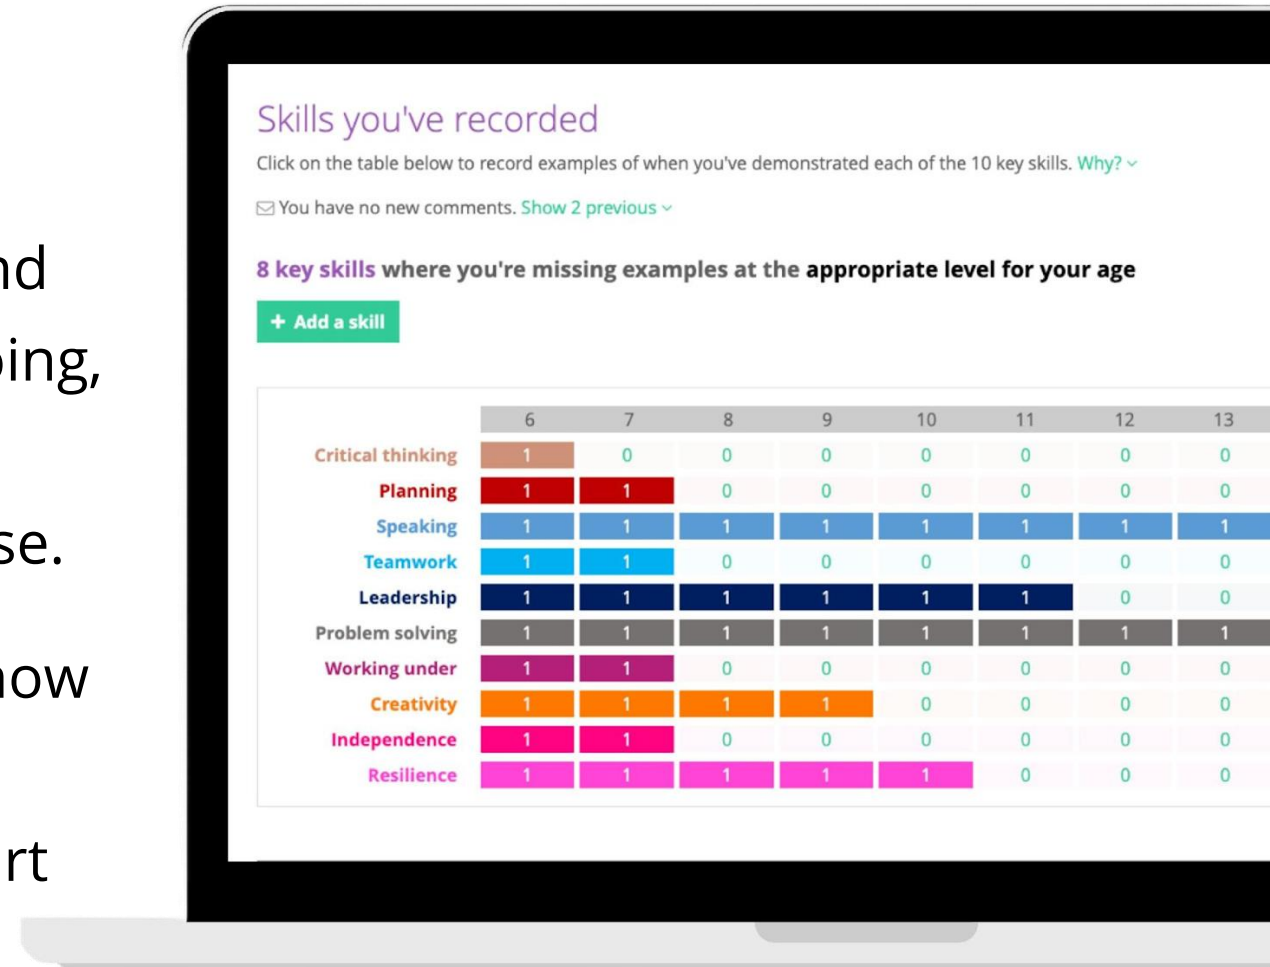 nd
oing,
se.
now
rt
Skills you've recorded
Click on the table below to record examples of when you've demonstrated each of the 10 key skills. Why?
You have no new comments. Show 2 previous
8 key skills where you're missing examples at the appropriate level for your age
+ Add a skill
6 7 8 9 10 11 12 13
Critical thinking 1 0 0 0 0 0 0 0
Planning 1 1 0 0 0 0 0 0
Speaking 1 1 1 1 1 1 1 1
Teamwork 1 1 0 0 0 0 0 0
Leadership 1 1 1 1 1 1 0 0
Problem solving 1 1 1 1 1 1 1 1
Working under 1 1 0 0 0 0 0 0
Creativity 1 1 1 1 0 0 0 0
Independence 1 1 0 0 0 0 0 0
Resilience 1 1 1 1 1 0 0 0